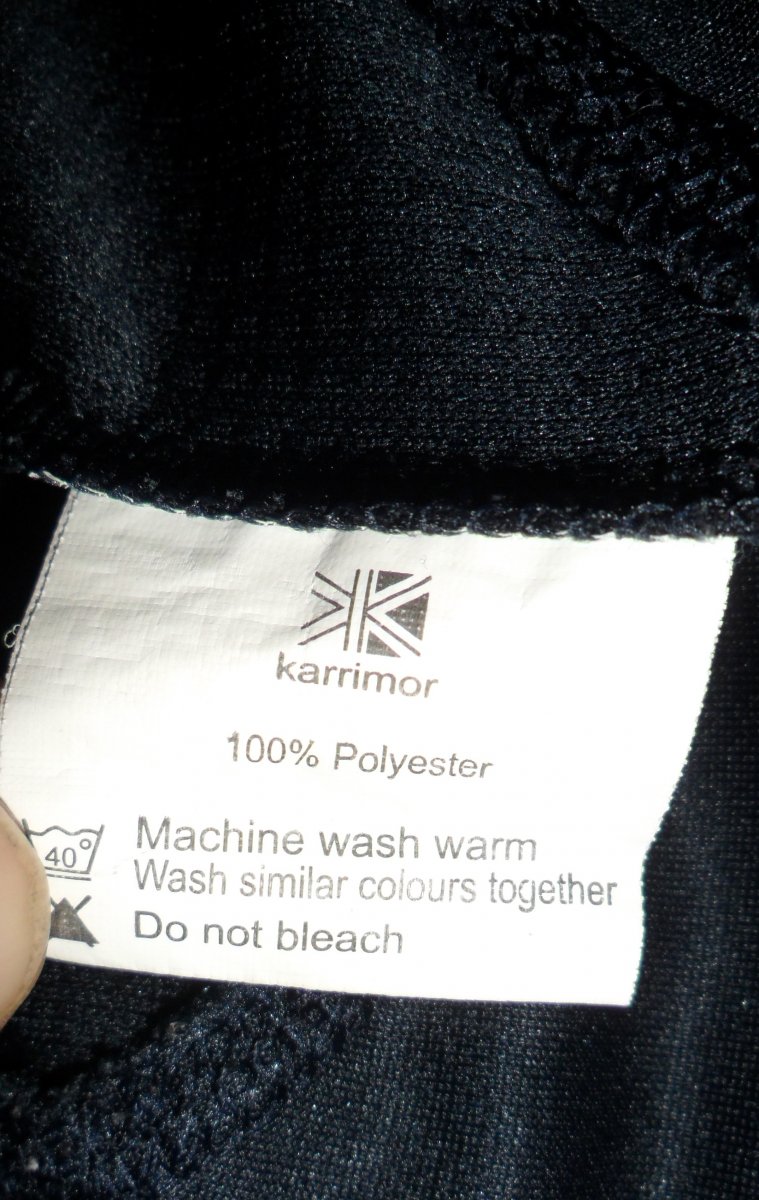 karrimor
100% Polyester
40° Machine wash warm
Wash similar colours together
Do not bleach